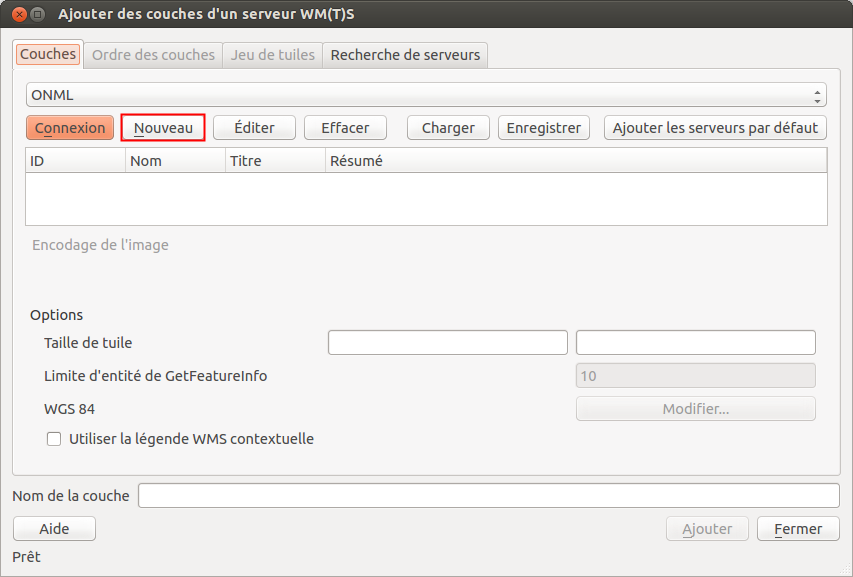 Ajouter des couches d'un serveur WM(T)S
Couches Ordre des couches Jeu de tuiles Recherche de serveurs
ONML
Connexion Nouveau Éditer Effacer Charger Enregistrer Ajouter les serveurs par défaut
ID Nom Titre Résumé
Encodage de l'image
Options
Taille de tuile
Limite d'entité de GetFeatureInfo 10
WGS 84 Modifier...
Utiliser la légende WMS contextuelle
Nom de la couche
Aide Ajouter Fermer
Prêt